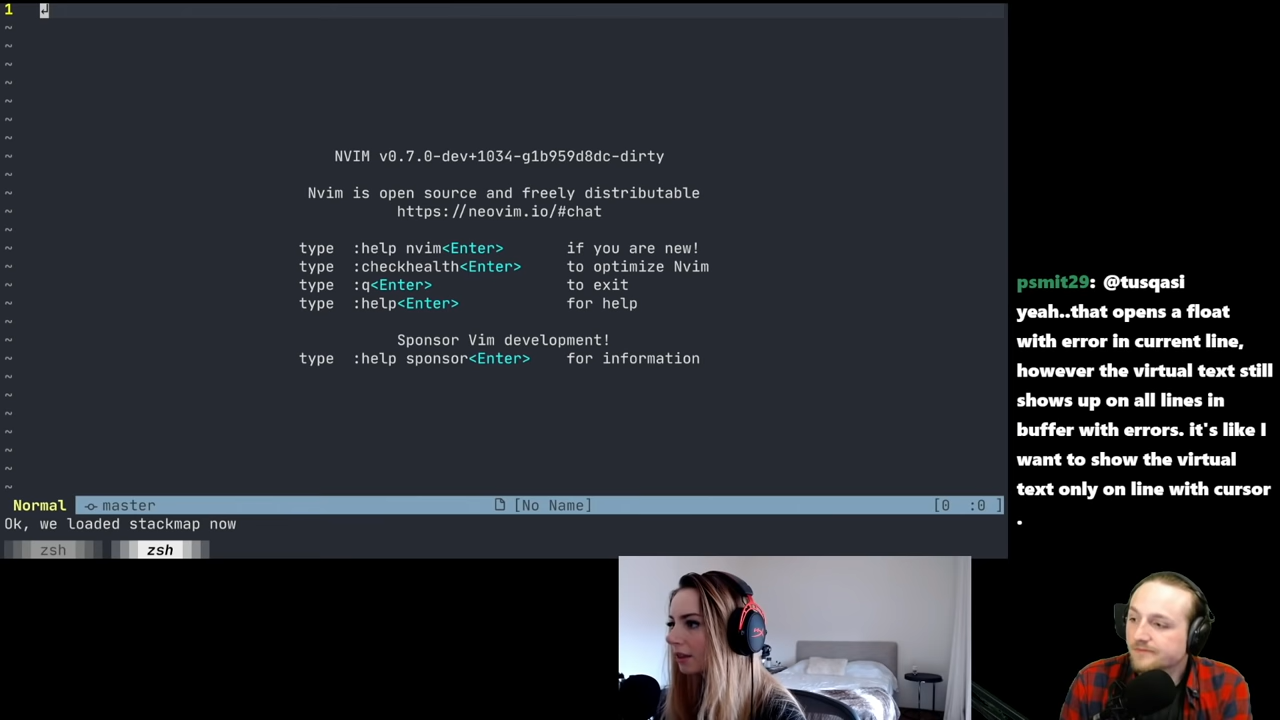 1 ↵
~
~
~
~
~
~
~
NVIM v0.7.0-dev+1034-g1b959d8dc-dirty
~
~
Nvim is open source and freely distributable
~
https://neovim.io/#chat
~
~
type :help nvim<Enter> if you are new!
~
type :checkhealth<Enter> to optimize Nvim
~
type :q<Enter> to exit
~
type :help<Enter> for help
~
~
Sponsor Vim development!
~
type :help sponsor<Enter> for information
~
~
~
~
~
~
~
~
Normal master [No Name] [0 :0 ]
Ok, we loaded stackmap now
zsh zsh
psmit29: @tusqasi
yeah..that opens a float
with error in current line,
however the virtual text still
shows up on all lines in
buffer with errors. it's like I
want to show the virtual
text only on line with cursor
.